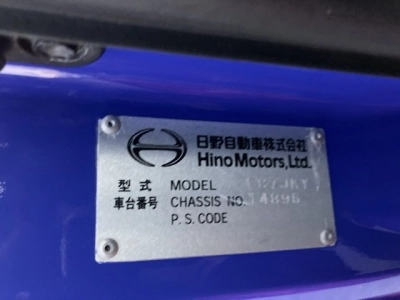 日野自動車株式会社
Hino Motors, Ltd.
型式 MODEL
車台番号 CHASSIS NO. 14896
P. S. CODE